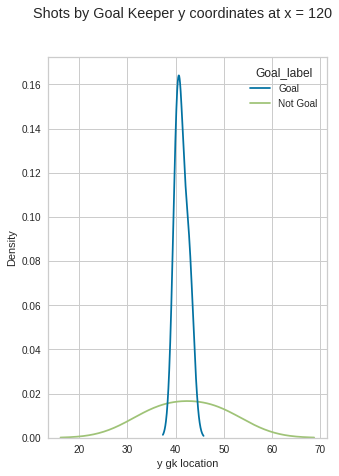 Shots by Goal Keeper y coordinates at x = 120
Goal_label
Goal
Not Goal
Density
0.16
0.14
0.12
0.10
0.08
0.06
0.04
0.02
0.00
20 30 40 50 60 70
y gk location